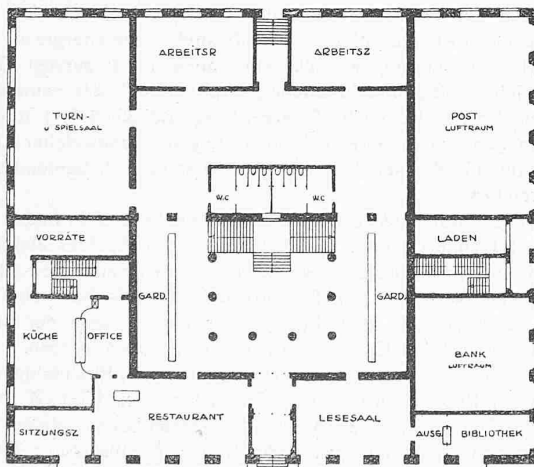 ARBEITSR
ARBEITSZ
TURN-
U SPIELSAAL
POST
LUFTRAUM
W.C
W.C
VORRÄTE
LADEN
GARD.
GARD.
KÜCHE
OFFICE
BANK
LUFTRAUM
RESTAURANT
LESESAAL
SITZUNGSZ
AUSG.
BIBLIOTHEK